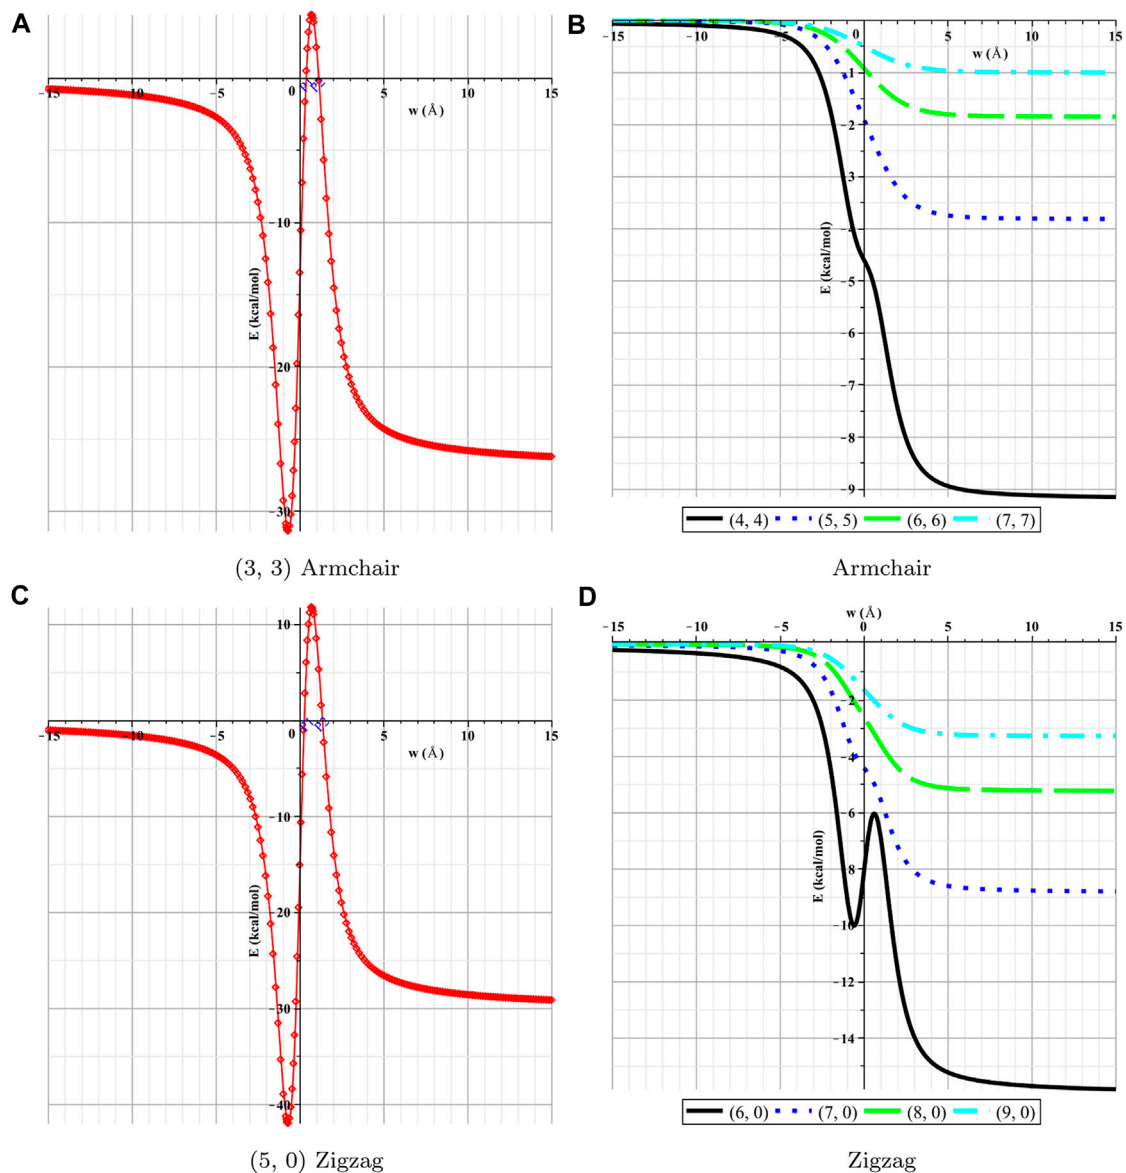 A
-15
-10
-5
0
5
10
15
w (Å)
-10
E (kcal/mol)
-20
-30
(3, 3) Armchair
B
-15
-10
-5
0
5
10
15
w (Å)
-1
-2
-3
-4
E (kcal/mol)
-5
-6
-7
-8
-9
(4, 4) (5, 5) (6, 6) (7, 7)
Armchair
C
10
-15
-10
-5
0
5
10
15
w (Å)
-10
-20
E (kcal/mol)
-30
-40
(5, 0) Zigzag
D
w (Å)
-15
-10
-5
0
5
10
15
-2
-4
-6
E (kcal/mol)
-8
-10
-12
-14
(6, 0) (7, 0) (8, 0) (9, 0)
Zigzag